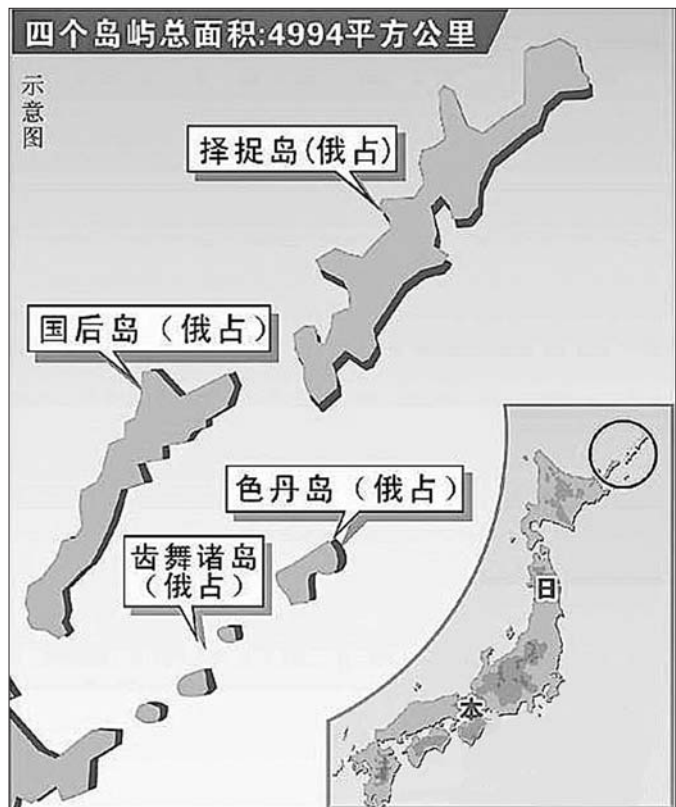 四个岛屿总面积:4994平方公里
示意图
择捉岛(俄占)
国后岛（俄占）
色丹岛（俄占）
齿舞诸岛
（俄占）
日
本